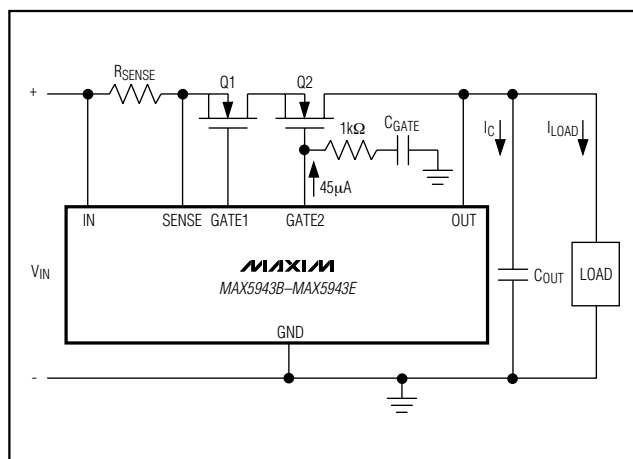 +
RSENSE
Q1
Q2
1kΩ
CGATE
IC
ILOAD
45μA
IN
SENSE
GATE1
GATE2
OUT
VIN
MAXIM
MAX5943B–MAX5943E
COUT
LOAD
GND
-